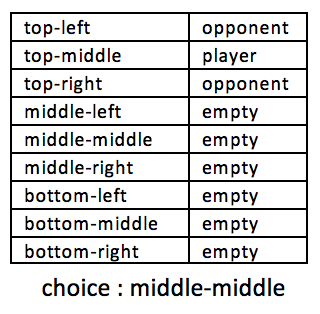 top-left opponent
top-middle player
top-right opponent
middle-left empty
middle-middle empty
middle-right empty
bottom-left empty
bottom-middle empty
bottom-right empty
choice : middle-middle